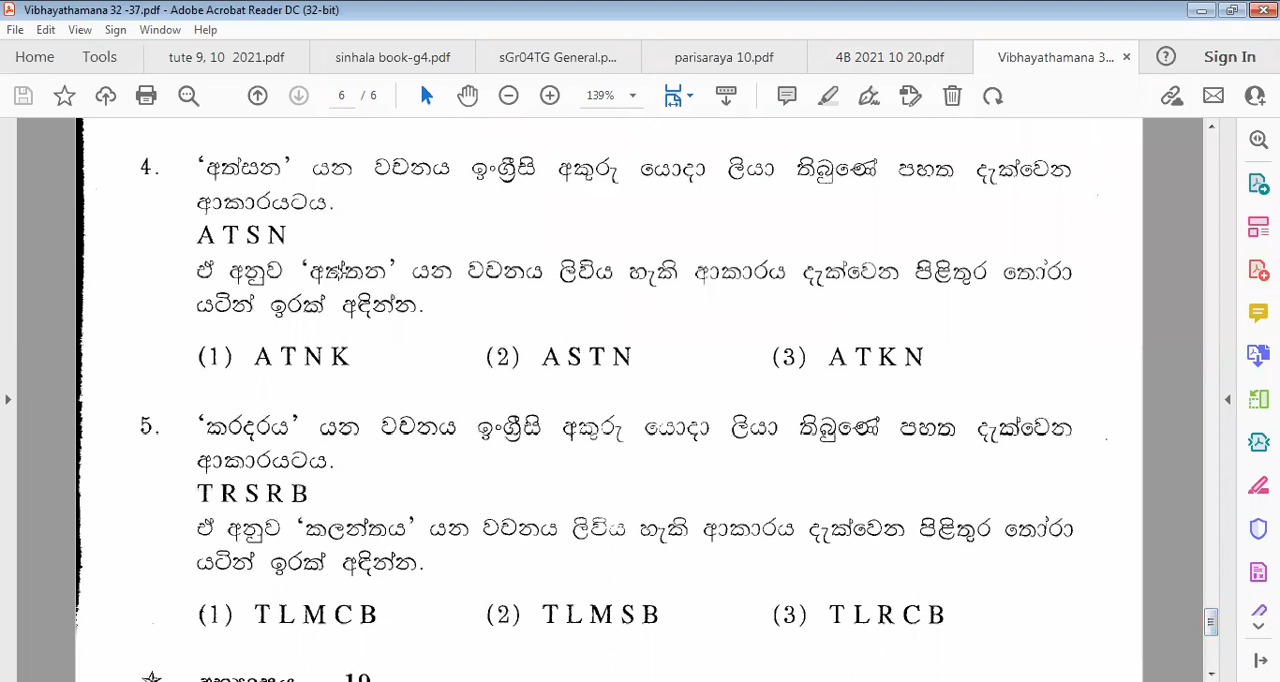 Vibhayathamana 32 -37.pdf - Adobe Acrobat Reader DC (32-bit)
File Edit View Sign Window Help
Home Tools tute 9, 10 2021.pdf sinhala book-g4.pdf sGr04TG General.p... parisaraya 10.pdf 4B 2021 10 20.pdf Vibhayathamana 3... × Sign In
6 / 6 139%
4. ‘අත්සන’ යන වචනය ඉංග්‍රීසි අකුරු යොදා ලියා තිබුණේ පහත දැක්වෙන
ආකාරයටය.
A T S N
ඒ අනුව ‘අත්තන’ යන වචනය ලිවිය හැකි ආකාරය දැක්වෙන පිළිතුර තෝරා
යටින් ඉරක් අඳින්න.
(1) A T N K (2) A S T N (3) A T K N
5. ‘කරදරය’ යන වචනය ඉංග්‍රීසි අකුරු යොදා ලියා තිබුණේ පහත දැක්වෙන
ආකාරයටය.
T R S R B
ඒ අනුව ‘කලන්තය’ යන වචනය ලිවිය හැකි ආකාරය දැක්වෙන පිළිතුර තෝරා
යටින් ඉරක් අඳින්න.
(1) T L M C B (2) T L M S B (3) T L R C B